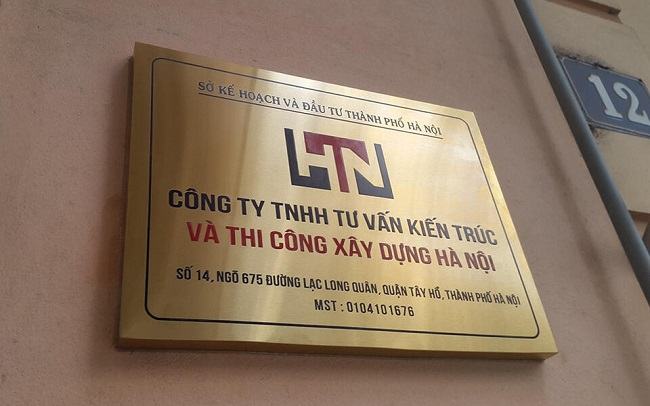 SỞ KẾ HOẠCH VÀ ĐẦU TƯ THÀNH PHỐ HÀ NỘI
HTN
CÔNG TY TNHH TƯ VẤN KIẾN TRÚC
VÀ THI CÔNG XÂY DỰNG HÀ NỘI
SỐ 14, NGÕ 675 ĐƯỜNG LẠC LONG QUÂN, QUẬN TÂY HỒ, THÀNH PHỐ HÀ NỘI
MST : 0104101676
12